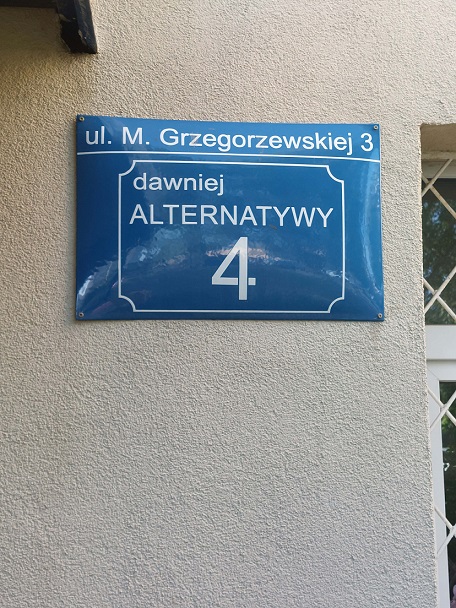 ul. M. Grzegorzewskiej 3
dawniej
ALTERNATYWY
4